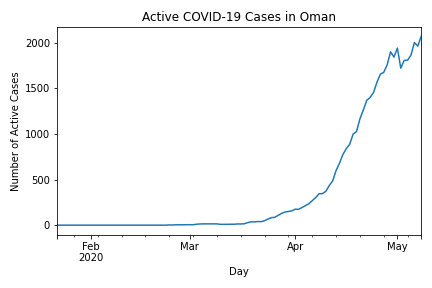 Active COVID-19 Cases in Oman
Number of Active Cases
2000
1500
1000
500
0
Feb
2020
Mar
Apr
May
Day